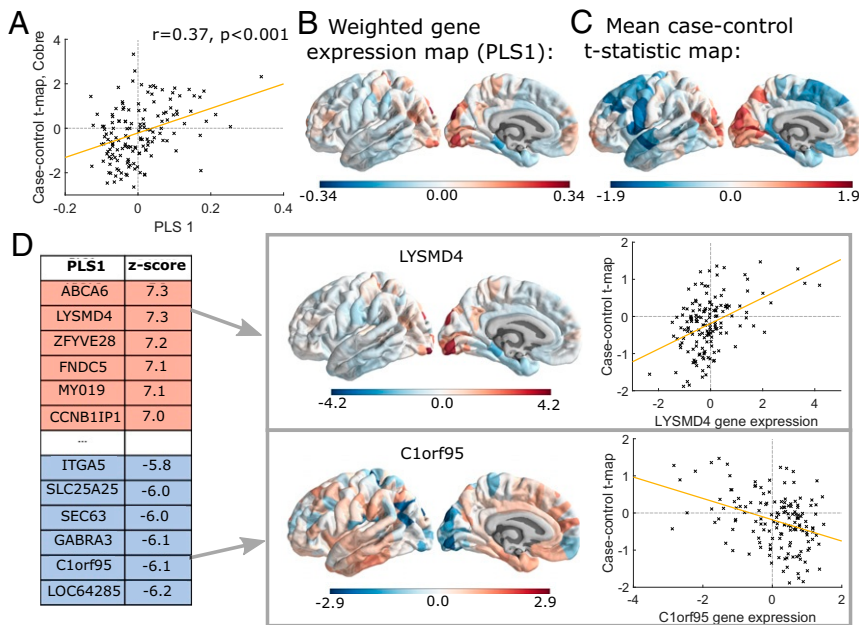 A
r=0.37, p<0.001
Case-control t-map, Cobre
4
2
0
-2
-0.2
0
0.2
0.4
PLS 1
B Weighted gene
expression map (PLS1):
-0.34
0.00
0.34
C Mean case-control
t-statistic map:
-1.9
0.0
1.9
D
PLS1 z-score
ABCA6 7.3
LYSMD4 7.3
ZFYVE28 7.2
FNDC5 7.1
MY019 7.1
CCNB1IP1 7.0
...
ITGA5 -5.8
SLC25A25 -6.0
SEC63 -6.0
GABRA3 -6.1
C1orf95 -6.1
LOC64285 -6.2
LYSMD4
-4.2
0.0
4.2
Case-control t-map
2
1
0
-1
-2
-2
0
2
4
LYSMD4 gene expression
C1orf95
-2.9
0.0
2.9
Case-control t-map
2
1
0
-1
-2
-4
-2
0
2
C1orf95 gene expression